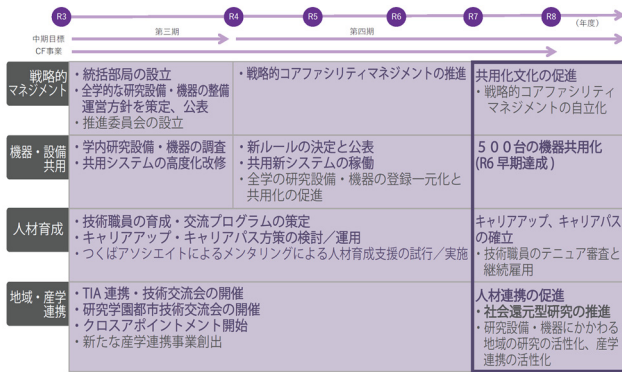 R3 R4 R5 R6 R7 R8 (年度)
中期目標 第三期 第四期
CF事業
戦略的
マネジメント
・統括部局の設立
・全学的な研究設備・機器の整備
運営方針を策定、公表
・推進委員会の設立
・戦略的コアファシリティマネジメントの推進
共用化文化の促進
・戦略的コアファシリティ
マネジメントの自立化
機器・設備
共用
・学内研究設備・機器の調査
・共用システムの高度化改修
・新ルールの決定と公表
・共用新システムの稼働
・全学の研究設備・機器の登録一元化と
共用化の促進
５００台の機器共用化
(R6 早期達成)
人材育成
・技術職員の育成・交流プログラムの策定
・キャリアアップ・キャリアパス方策の検討／運用
・つくばアソシエイトによるメンタリングによる人材育成支援の試行／実施
キャリアアップ、キャリアパス
の確立
・技術職員のテニュア審査と
継続雇用
地域・産学
連携
・TIA 連携・技術交流会の開催
・研究学園都市技術交流会の開催
・クロスアポイントメント開始
・新たな産学連携事業創出
人材連携の促進
・社会還元型研究の推進
・研究設備・機器にかかわる
地域の研究の活性化、産学
連携の活性化